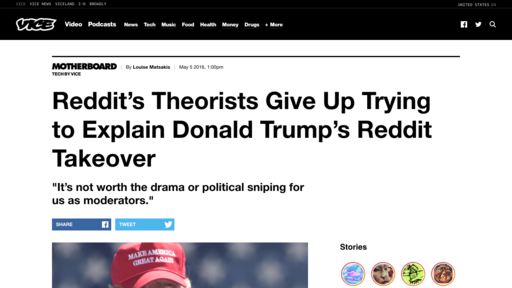 VICE VICE NEWS VICELAND I-D BROADLY
UNITED STATES EN
VICE
Video Podcasts News Tech Music Food Health Money Drugs + More
MOTHERBOARD
TECH BY VICE
By Louise Matsakis | May 5 2016, 1:00pm
Reddit’s Theorists Give Up Trying
to Explain Donald Trump’s Reddit
Takeover
"It’s not worth the drama or political sniping for
us as moderators."
SHARE
TWEET
Stories
MAKE AMERICA
GREAT AGAIN